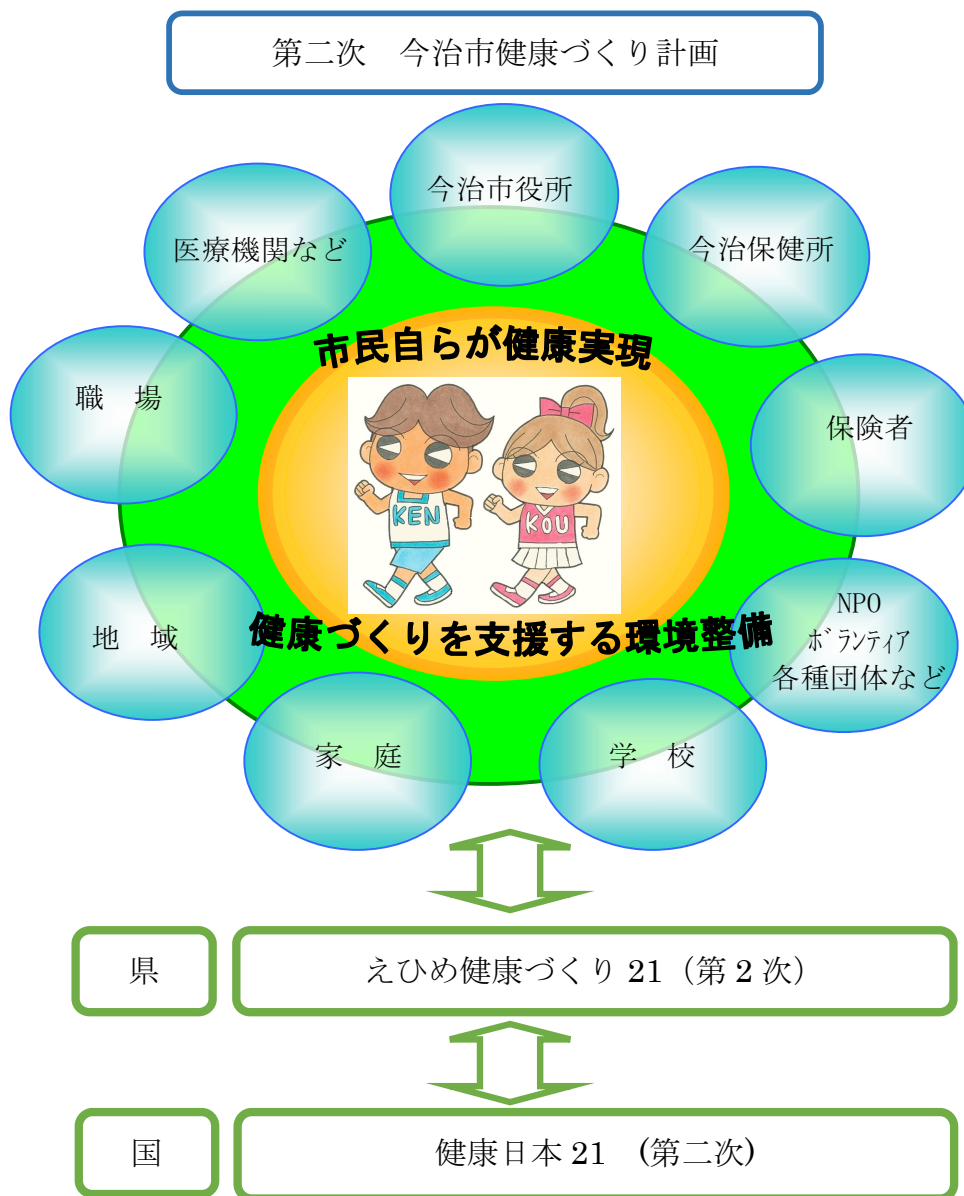 第二次　今治市健康づくり計画
今治市役所
医療機関など
今治保健所
市民自らが健康実現
職　場
保険者
KEN
KOU
地　域
NPO
ﾎﾞﾗﾝﾃｨｱ
各種団体など
健康づくりを支援する環境整備
家　庭
学　校
県
えひめ健康づくり 21（第 2 次）
国
健康日本 21　(第二次)